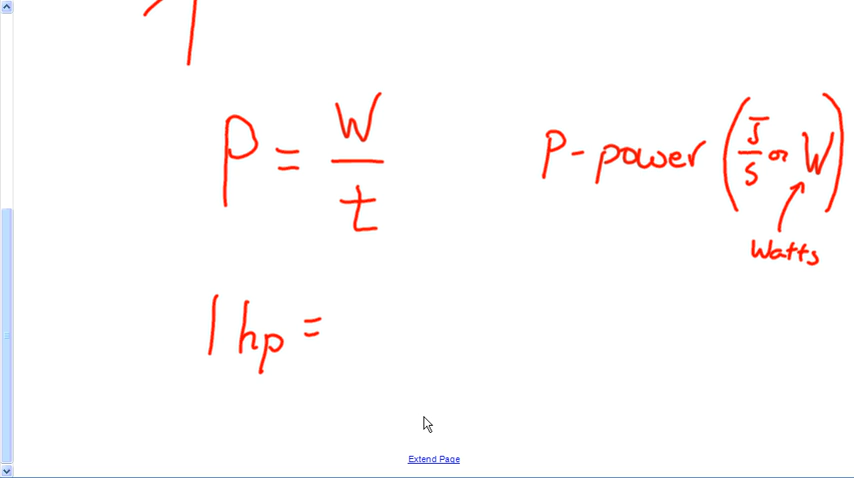 P = W/t
P - power (J/s or W)
Watts
1 hp =
Extend Page